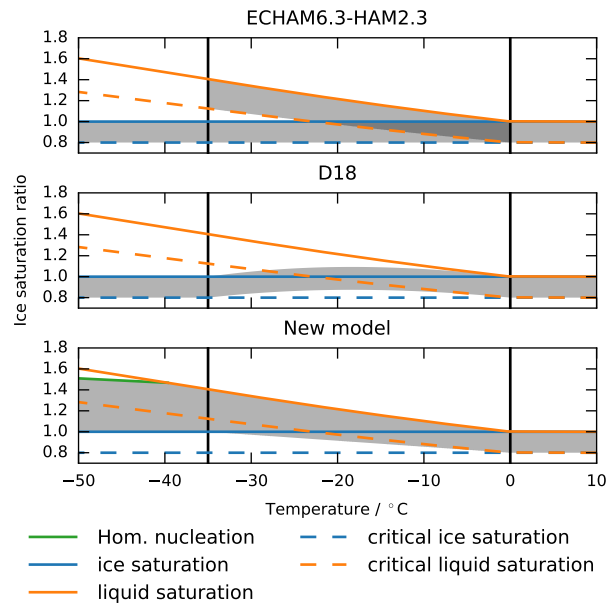 ECHAM6.3-HAM2.3
1.6
1.4
1.2
1.0
0.8
D18
1.8
1.6
1.4
1.2
1.0
0.8
Ice saturation ratio
New model
1.8
1.6
1.4
1.2
1.0
0.8
−50 −40 −30 −20 −10 0 10
Temperature / °C
Hom. nucleation
ice saturation
liquid saturation
critical ice saturation
critical liquid saturation